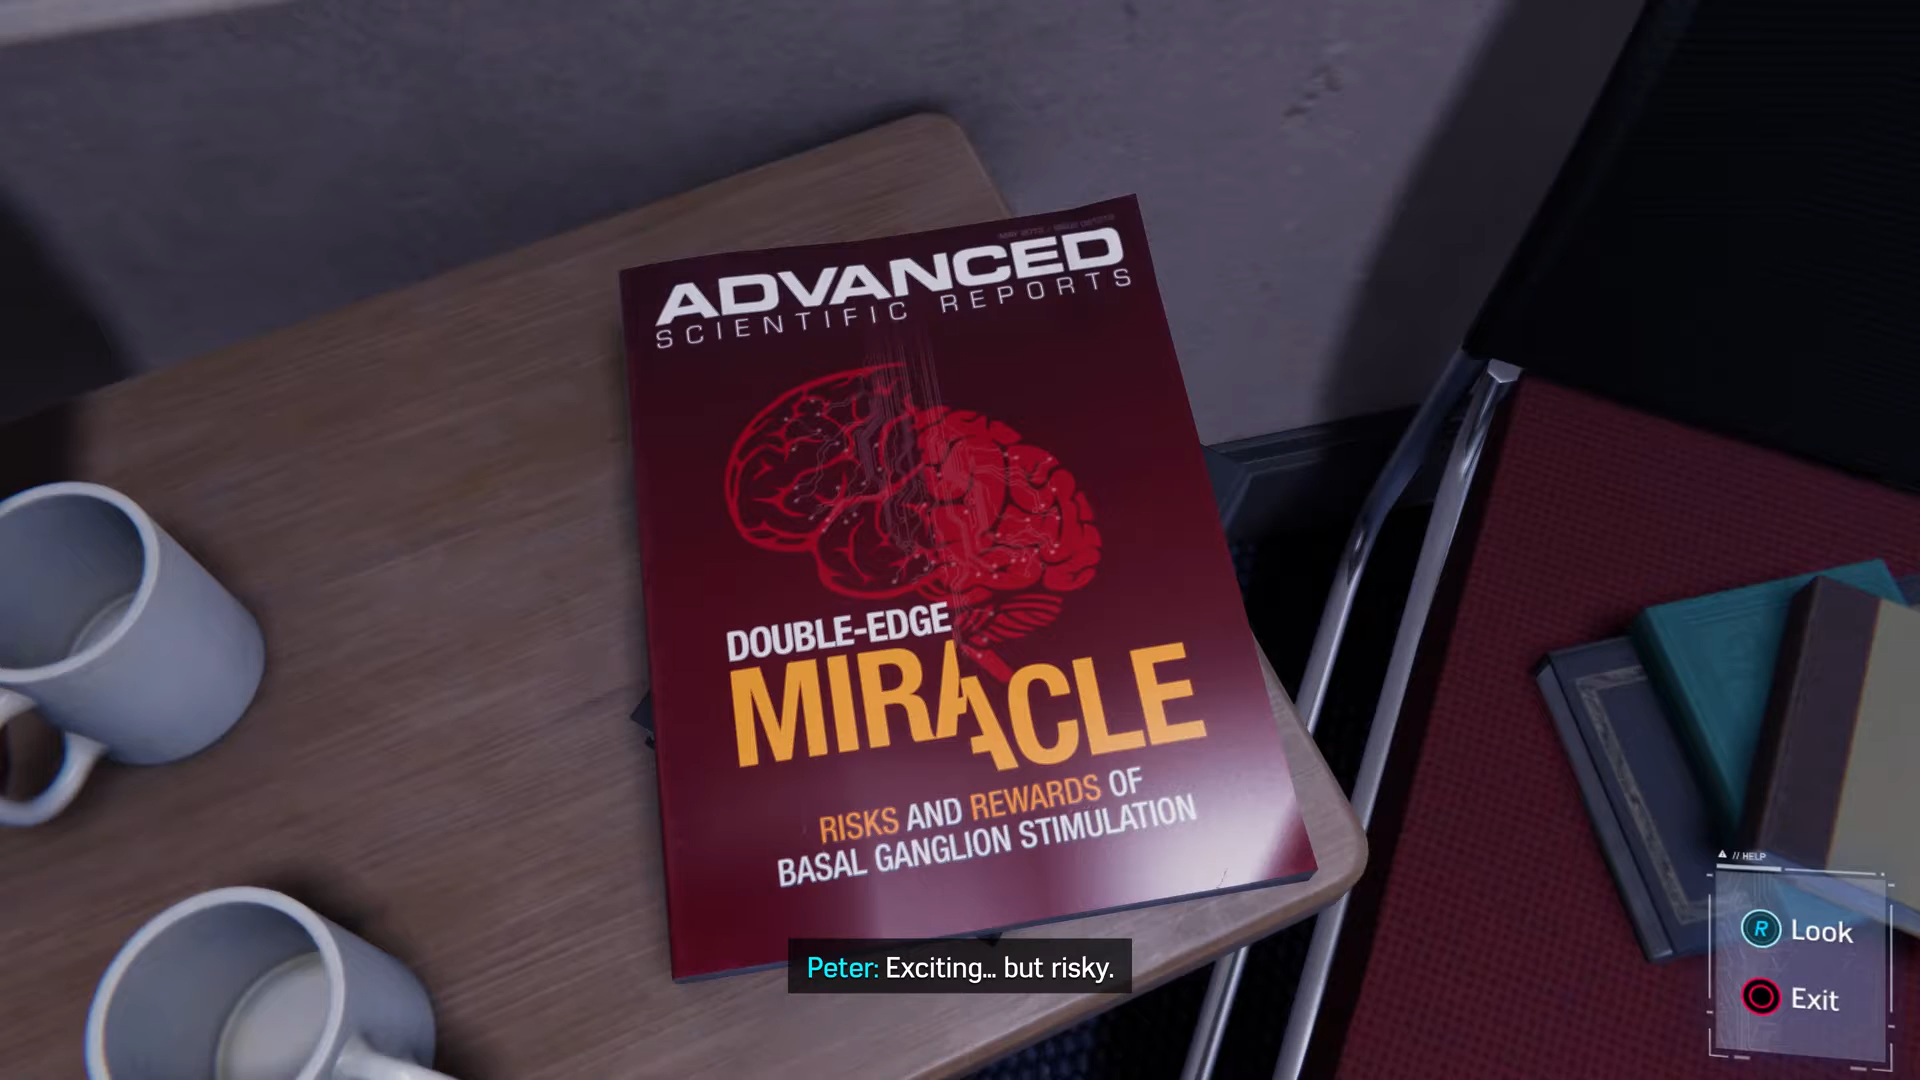 ADVANCED
SCIENTIFIC REPORTS
DOUBLE-EDGE
MIRACLE
RISKS AND REWARDS OF
BASAL GANGLION STIMULATION
Peter: Exciting... but risky.
// HELP
R Look
Exit